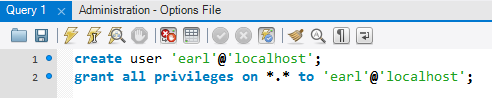 Query 1 × Administration - Options File
1 create user 'earl'@'localhost';
2 grant all privileges on *.* to 'earl'@'localhost';